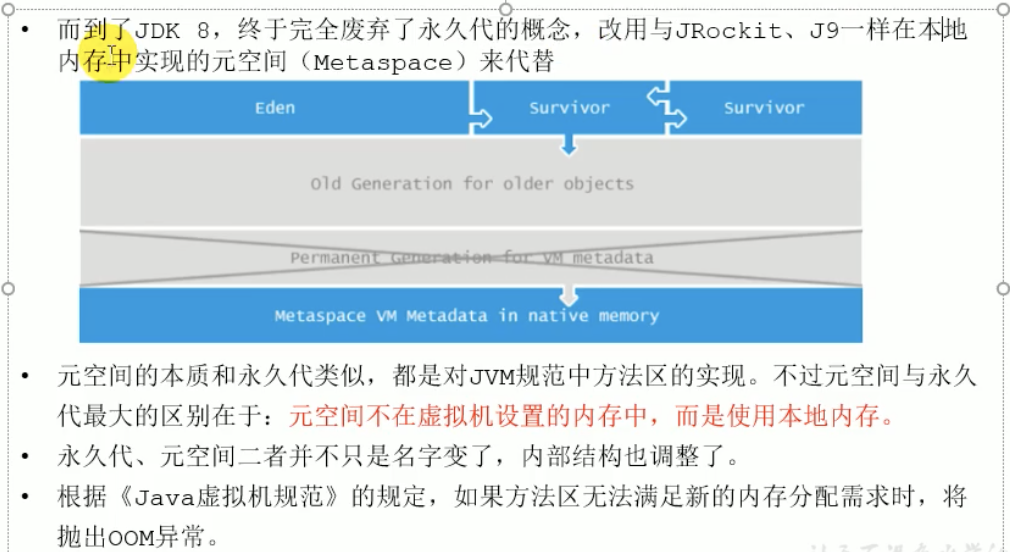 • 而到了JDK 8，终于完全废弃了永久代的概念，改用与JRockit、J9一样在本地
内存中实现的元空间（Metaspace）来代替
Eden
Survivor
Survivor
Old Generation for older objects
Permanent Generation for VM metadata
Metaspace VM Metadata in native memory
• 元空间的本质和永久代类似，都是对JVM规范中方法区的实现。不过元空间与永久
代最大的区别在于：元空间不在虚拟机设置的内存中，而是使用本地内存。
• 永久代、元空间二者并不只是名字变了，内部结构也调整了。
• 根据《Java虚拟机规范》的规定，如果方法区无法满足新的内存分配需求时，将
抛出OOM异常。